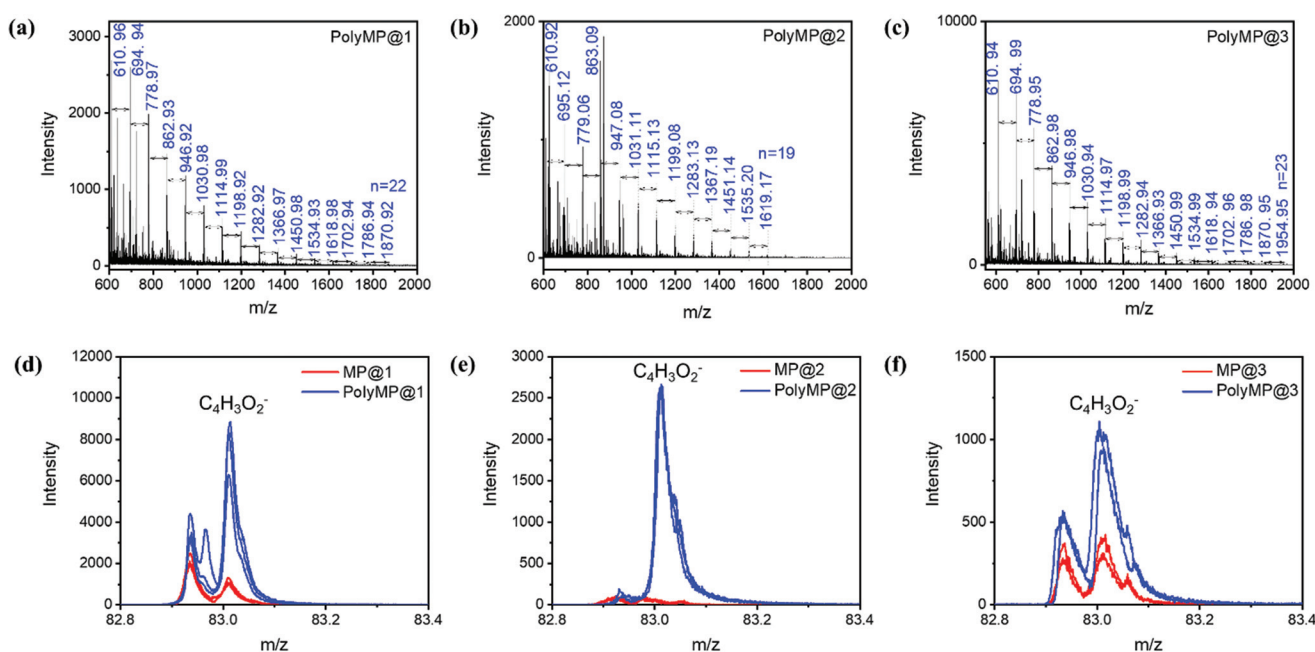 (a)
PolyMP@1
610. 96
694. 94
778.97
862.93
946.92
1030.98
1114.99
1198.92
1282.92
1366.97
1450.98
1534.93
1618.98
1702.94
1786.94
1870.92
n=22
Intensity
3000
2000
1000
0
600 800 1000 1200 1400 1600 1800 2000
m/z
(b)
PolyMP@2
610.92
695.12
779.06
863.09
947.08
1031.11
1115.13
1199.08
1283.13
1367.19
1451.14
1535.20
1619.17
n=19
Intensity
2000
0
600 800 1000 1200 1400 1600 1800 2000
m/z
(c)
PolyMP@3
610. 94
694. 99
778.95
862.98
946.98
1030.94
1114.97
1198.99
1282.94
1366.93
1450.99
1534.99
1618. 94
1702. 96
1786. 98
1870. 95
1954.95
n=23
Intensity
10000
0
600 800 1000 1200 1400 1600 1800 2000
m/z
(d)
MP@1
PolyMP@1
C₄H₃O₂⁻
Intensity
12000
10000
8000
6000
4000
2000
0
82.8 83.0 83.2 83.4
m/z
(e)
MP@2
PolyMP@2
C₄H₃O₂⁻
Intensity
3000
2500
2000
1500
1000
500
0
82.8 83.0 83.2 83.4
m/z
(f)
MP@3
PolyMP@3
C₄H₃O₂⁻
Intensity
1500
1000
500
0
82.8 83.0 83.2 83.4
m/z